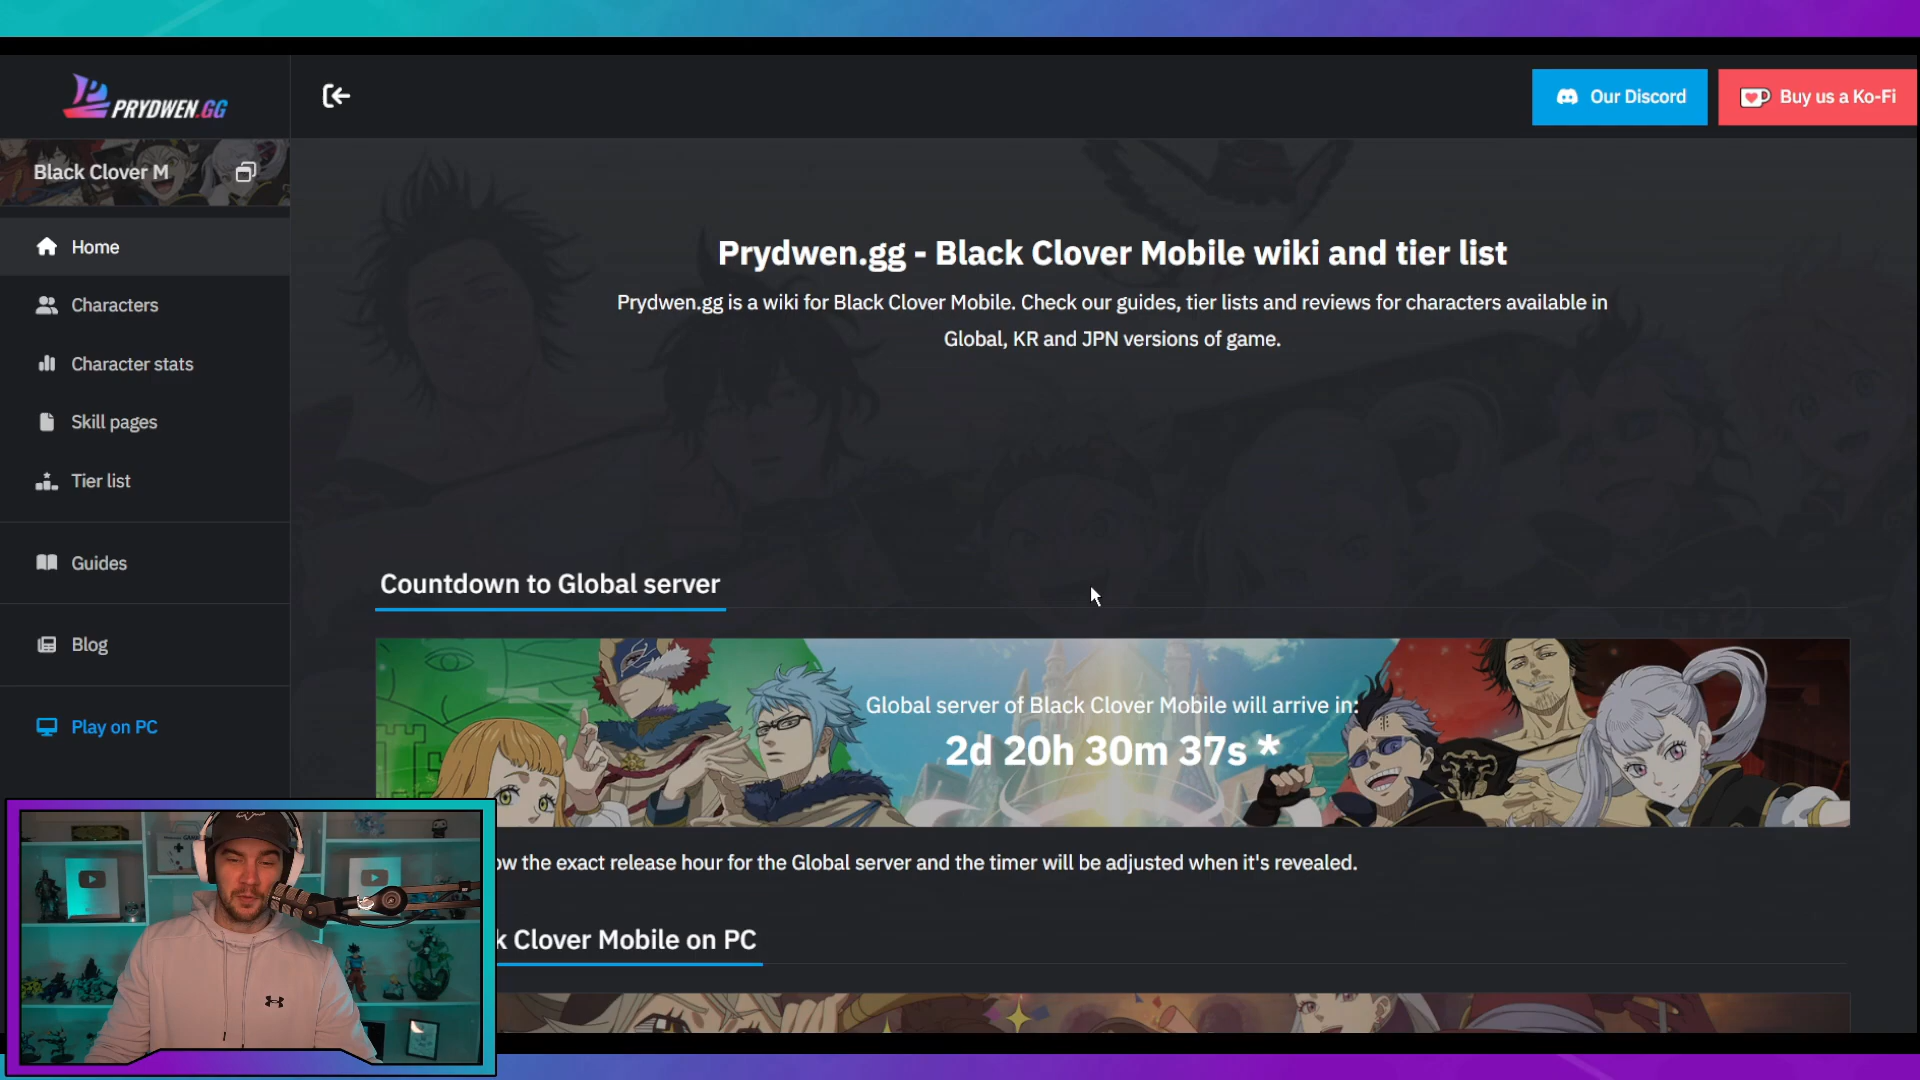 PRYDWEN.GG
Our Discord
Buy us a Ko-Fi
Black Clover M
Home
Characters
Character stats
Skill pages
Tier list
Guides
Blog
Play on PC
Prydwen.gg - Black Clover Mobile wiki and tier list
Prydwen.gg is a wiki for Black Clover Mobile. Check our guides, tier lists and reviews for characters available in
Global, KR and JPN versions of game.
Countdown to Global server
Global server of Black Clover Mobile will arrive in:
2d 20h 30m 37s *
the exact release hour for the Global server and the timer will be adjusted when it's revealed.
Clover Mobile on PC